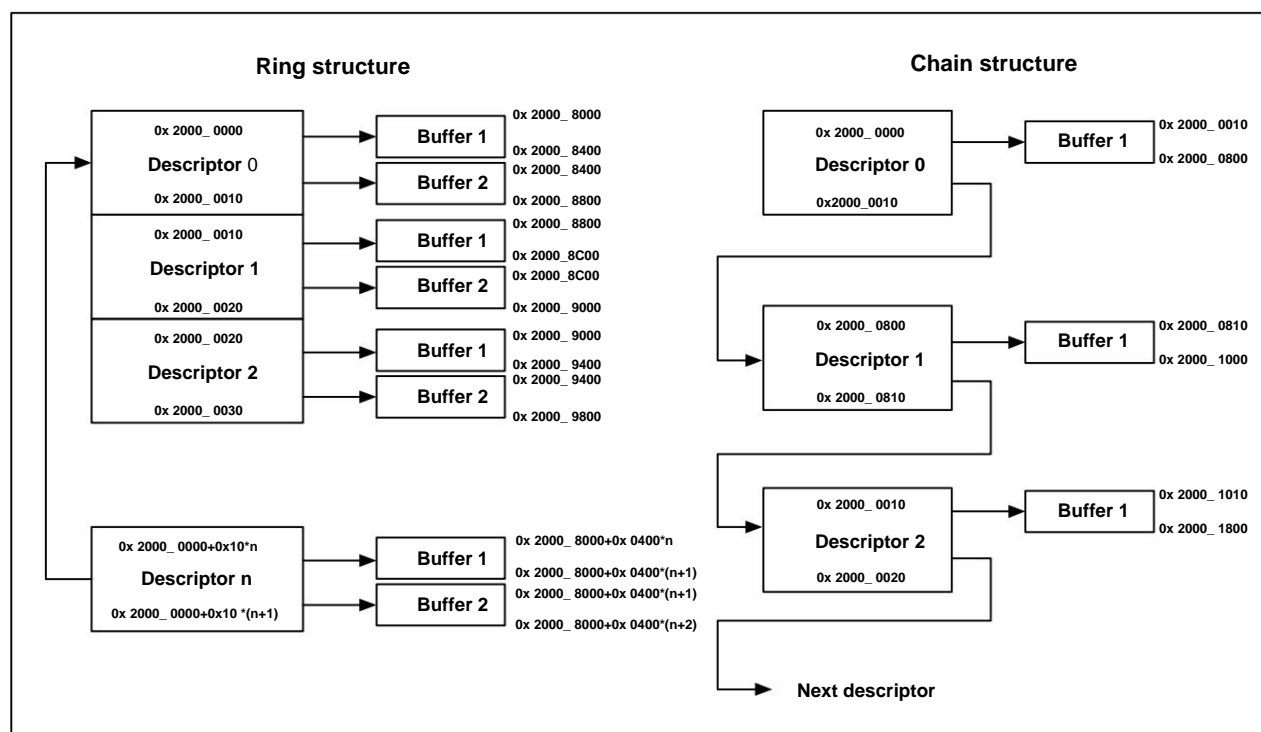 Ring structure
0x 2000_ 0000
Descriptor 0
0x 2000_ 0010
Buffer 1
0x 2000_ 8000
0x 2000_ 8400
Buffer 2
0x 2000_ 8400
0x 2000_ 8800
0x 2000_ 0010
Descriptor 1
0x 2000_ 0020
Buffer 1
0x 2000_ 8800
0x 2000_8C00
Buffer 2
0x 2000_8C00
0x 2000_ 9000
0x 2000_ 0020
Descriptor 2
0x 2000_ 0030
Buffer 1
0x 2000_ 9000
0x 2000_ 9400
Buffer 2
0x 2000_ 9400
0x 2000_ 9800
0x 2000_ 0000+0x10*n
Descriptor n
0x 2000_ 0000+0x10 *(n+1)
Buffer 1
0x 2000_ 8000+0x 0400*n
0x 2000_ 8000+0x 0400*(n+1)
Buffer 2
0x 2000_ 8000+0x 0400*(n+1)
0x 2000_ 8000+0x 0400*(n+2)
Chain structure
0x 2000_ 0000
Descriptor 0
0x2000_0010
Buffer 1
0x 2000_ 0010
0x 2000_ 0800
0x 2000_ 0800
Descriptor 1
0x 2000_ 0810
Buffer 1
0x 2000_ 0810
0x 2000_ 1000
0x 2000_ 0010
Descriptor 2
0x 2000_ 0020
Buffer 1
0x 2000_ 1010
0x 2000_ 1800
Next descriptor